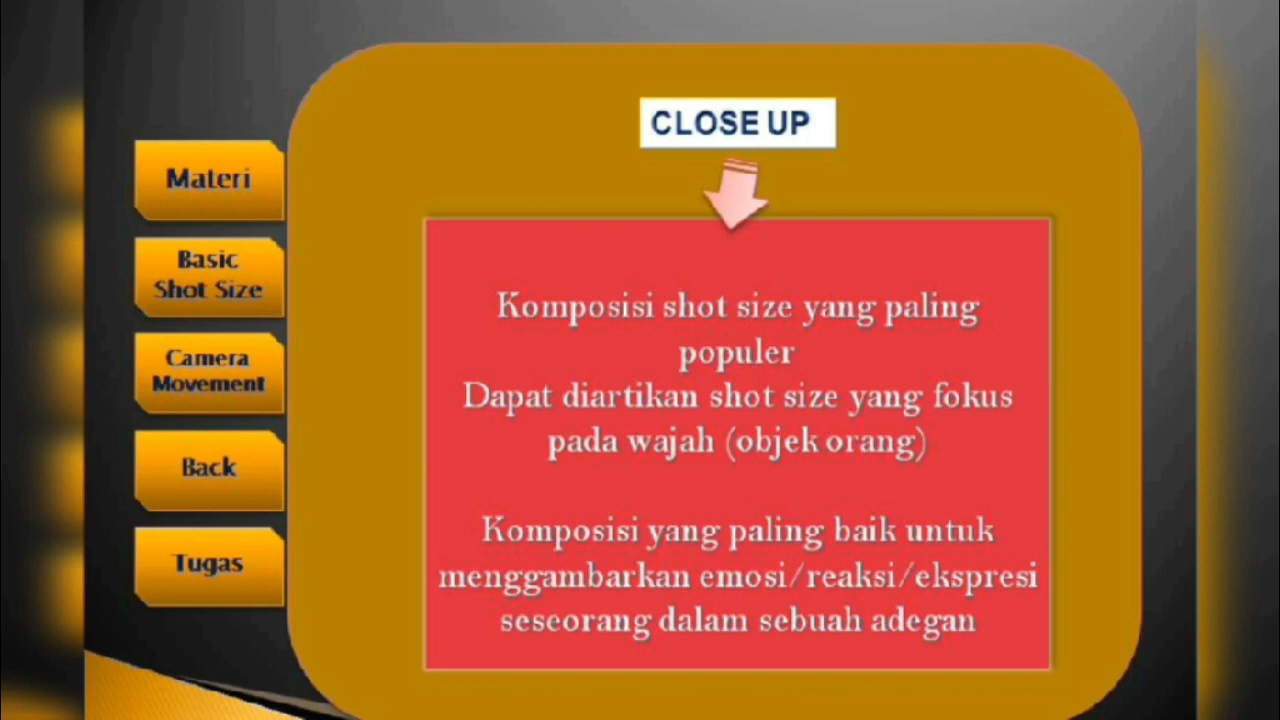 CLOSE UP
Materi
Basic
Shot Size
Camera
Movement
Back
Tugas
Komposisi shot size yang paling
populer
Dapat diartikan shot size yang fokus
pada wajah (objek orang)
Komposisi yang paling baik untuk
menggambarkan emosi/reaksi/ekspresi
seseorang dalam sebuah adegan